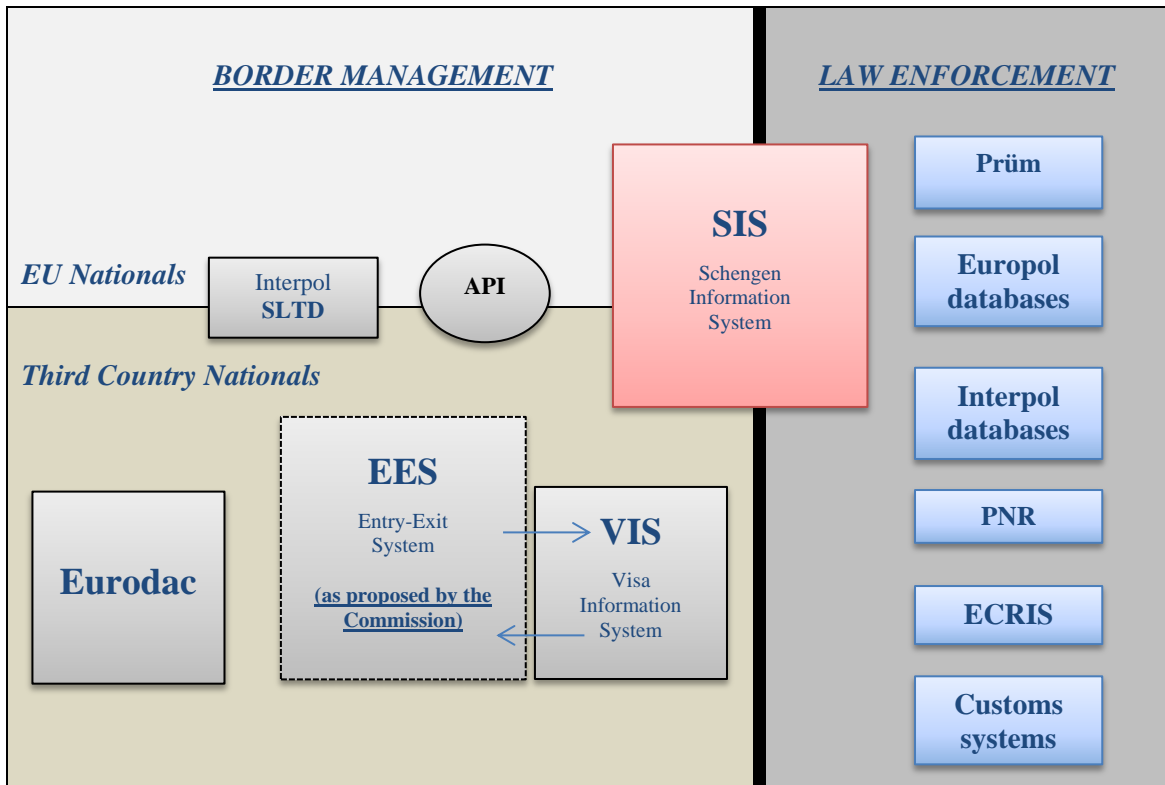 BORDER MANAGEMENT
LAW ENFORCEMENT
EU Nationals
Interpol
SLTD
API
SIS
Schengen
Information
System
Third Country Nationals
Eurodac
EES
Entry-Exit
System
(as proposed by the
Commission)
VIS
Visa
Information
System
Prüm
Europol
databases
Interpol
databases
PNR
ECRIS
Customs
systems